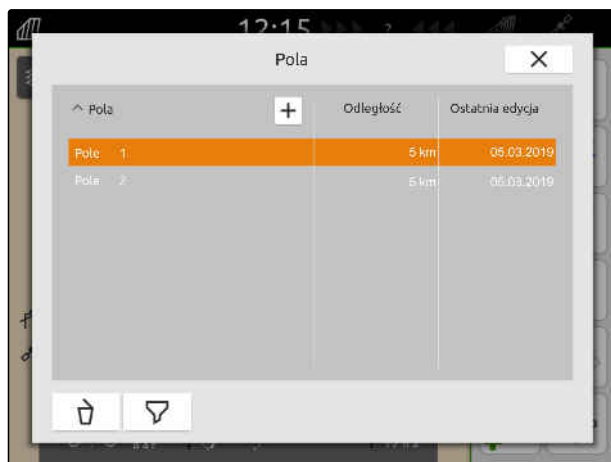 12:15
Pola
Pola + Odległość Ostatnia edycja
Pole 1 5 km 05.03.2019
Pole 2 5 km 05.03.2019